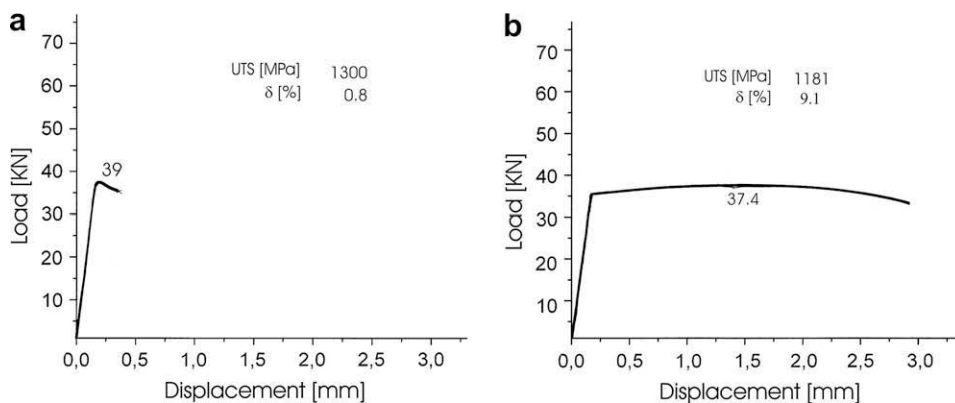 a
70
60
50
40
30
20
10
Load [KN]
UTS [MPa] 1300
δ [%] 0.8
39
0,0 0,5 1,0 1,5 2,0 2,5 3,0
Displacement [mm]
b
70
60
50
40
30
20
10
Load [KN]
UTS [MPa] 1181
δ [%] 9.1
37.4
0,0 0,5 1,0 1,5 2,0 2,5 3,0
Displacement [mm]